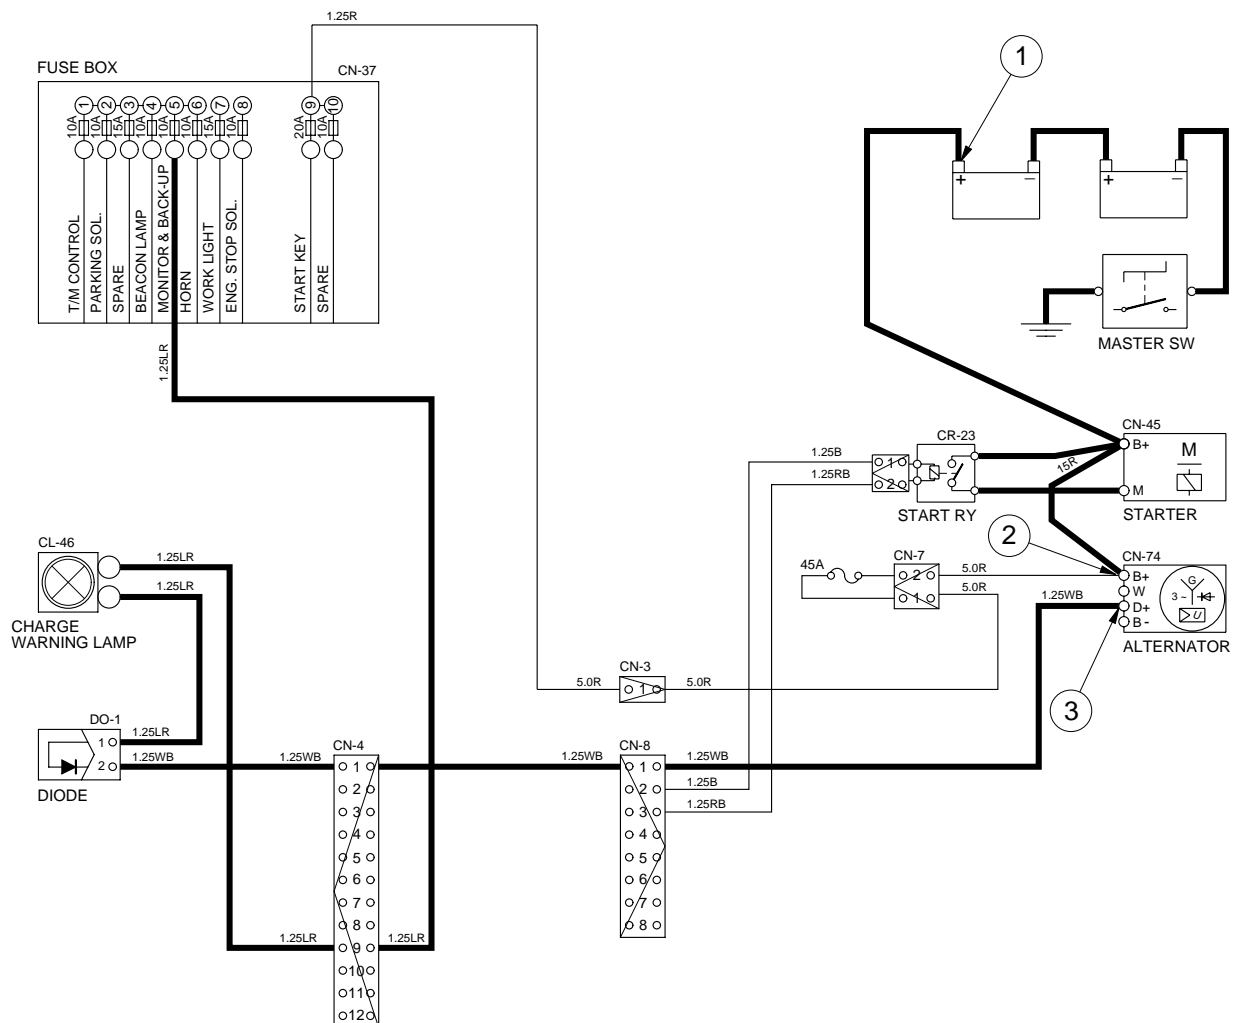 1.25R
FUSE BOX
CN-37
1 2 3 4 5 6 7 8 9 10
10A 10A 15A 10A 10A 10A 15A 10A 20A 10A
T/M CONTROL
PARKING SOL.
SPARE
BEACON LAMP
MONITOR & BACK-UP
HORN
WORK LIGHT
ENG. STOP SOL.
START KEY
SPARE
1.25LR
1
+ −
+ −
MASTER SW
CN-45
B+
M
M
STARTER
15R
CR-23
1.25B
1
1.25RB
2
START RY
2
CN-74
B+
W
D+
B -
G
3 ~
U
ALTERNATOR
45A
CN-7
2
5.0R
1
5.0R
1.25WB
3
CL-46
1.25LR
1.25LR
CHARGE
WARNING LAMP
CN-3
5.0R
1
5.0R
DO-1
1
1.25LR
2
1.25WB
DIODE
CN-4
1.25WB
1
2
3
4
5
6
7
8
1.25LR
9
1.25LR
10
11
12
CN-8
1.25WB
1
1.25WB
2
1.25B
3
1.25RB
4
5
6
7
8